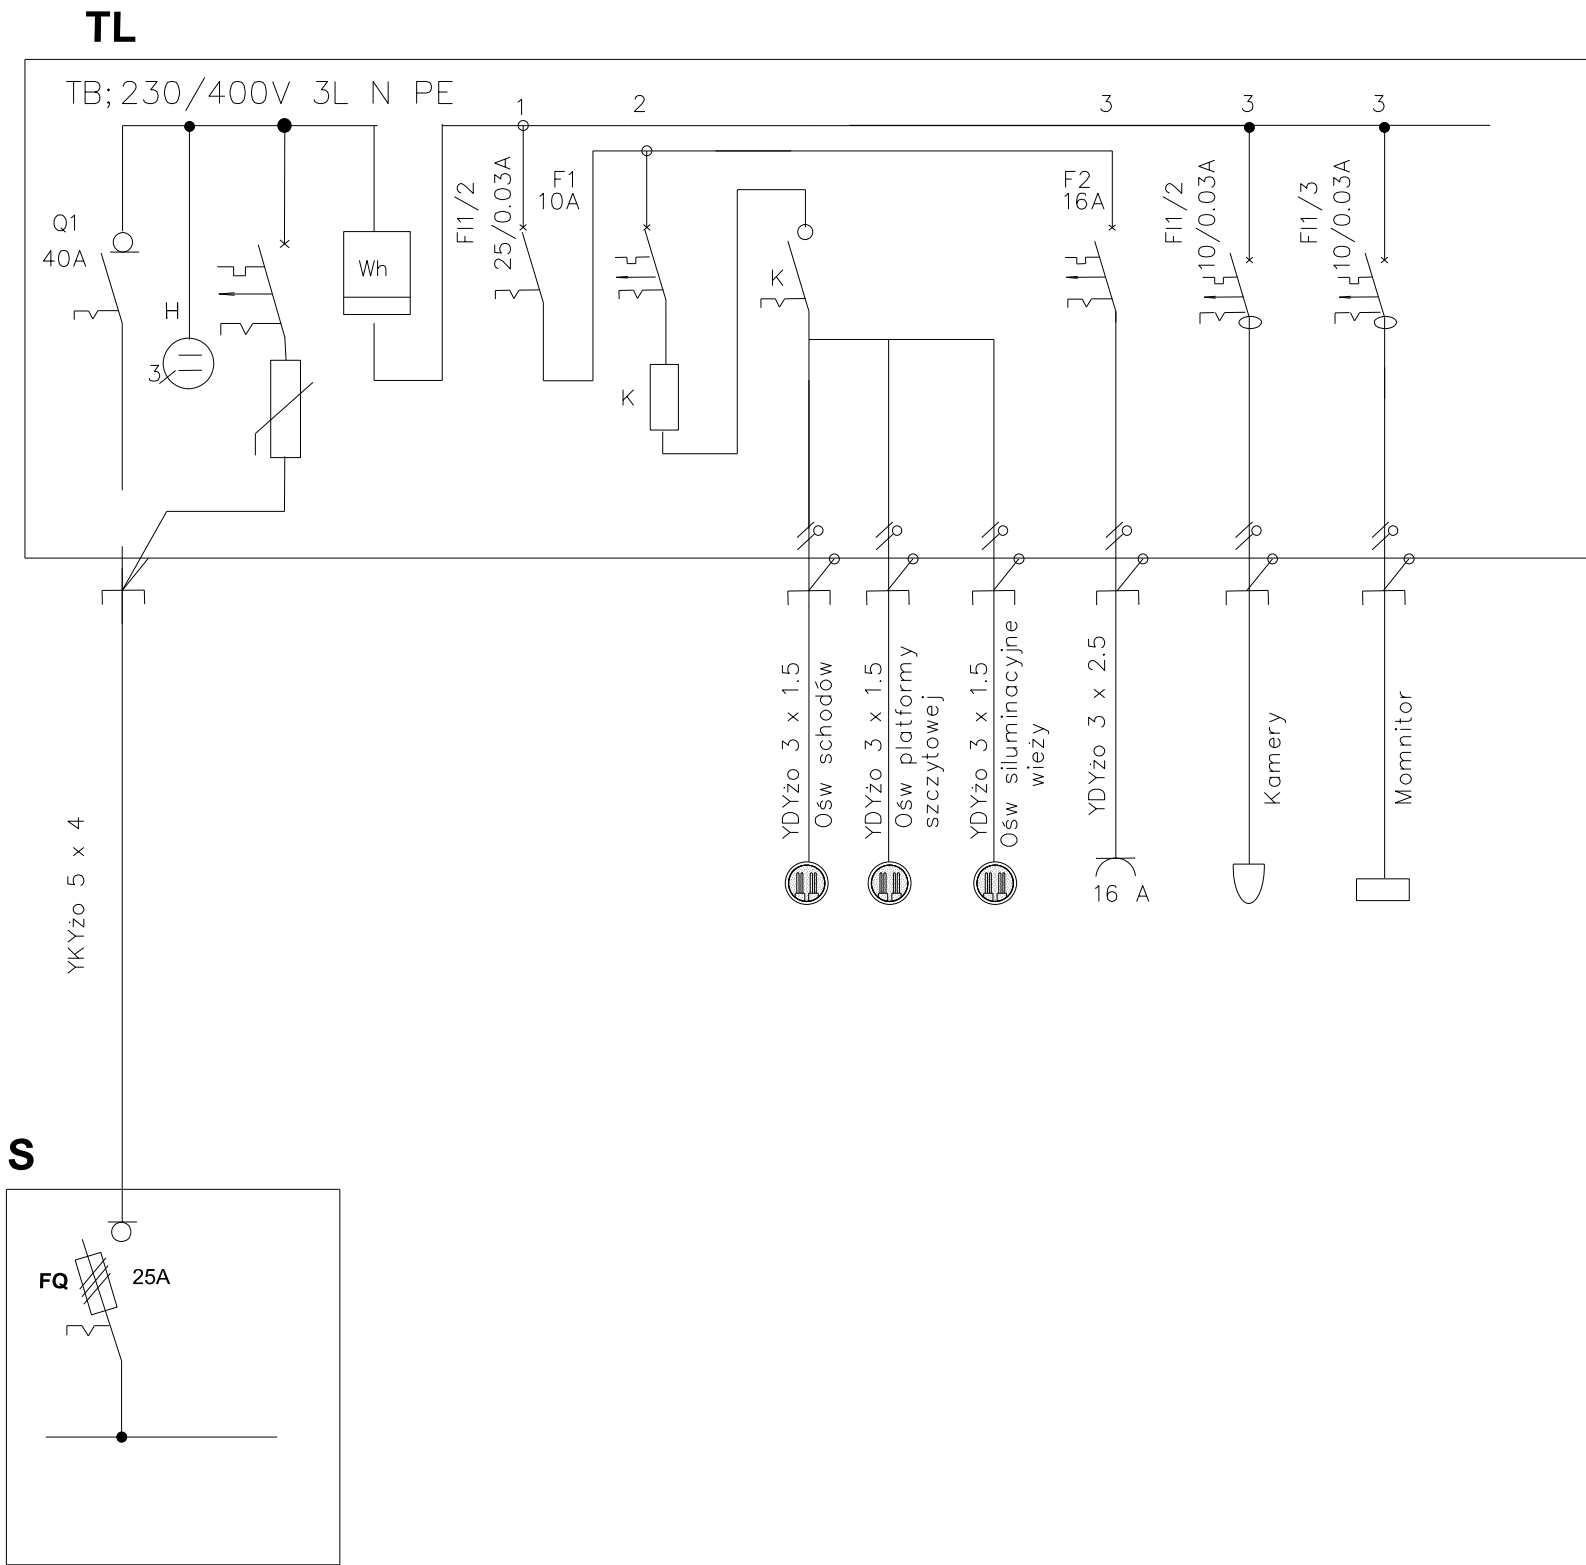 TL
TB;230/400V 3L N PE
1
2
3
3
3
Q1
40A
H
3
Wh
FI1/2
25/0.03A
F1
10A
K
K
F2
16A
FI1/2
10/0.03A
FI1/3
10/0.03A
YDYżo 3 x 1.5
Ośw schodów
YDYżo 3 x 1.5
Ośw platformy
szczytowej
YDYżo 3 x 1.5
Ośw siluminacyjne
wieży
YDYżo 3 x 2.5
16 A
Kamery
Momnitor
YKYżo 5 x 4
S
FQ
25A